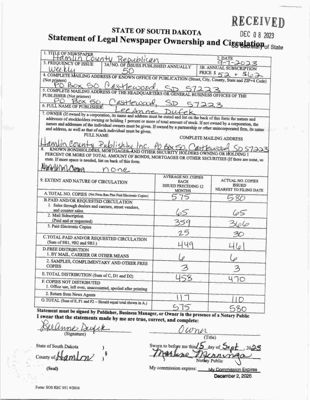 RECEIVED
DEC 08 2023
SD Secretary of State
STATE OF SOUTH DAKOTA
Statement of Legal Newspaper Ownership and Circulation
1. TITLE OF NEWSPAPER
Hamlin County Republican
2. DATE
3. FREQUENCY OF ISSUE
Weekly
3A. NO. OF ISSUES PUBLISHED ANNUALLY
50
3B. ANNUAL SUBSCRIPTION
PRICE $
4. COMPLETE MAILING ADDRESS OF KNOWN OFFICE OF PUBLICATION (Street, City, County, State and ZIP+4 Code)
(Not printers)
PO Box 50 Castlewood, SD 57223
5. COMPLETE MAILING ADDRESS OF THE HEADQUARTERS OR GENERAL BUSINESS OFFICES OF THE
PUBLISHER (Not printer)
PO Box 50, Castlewood, SD 57223
6. FULL NAME OF PUBLISHER
LeeAnne Dufek
7. OWNER (If owned by a corporation, its name and address must be stated and list on the back of this form the names and
addresses of stockholders owning or holding 1 percent or more of total amount of stock. If not owned by a corporation, the
names and addresses of the individual owners must be given. If owned by a partnership or other unincorporated firm, its name
and address, as well as that of each individual must be given.
FULL NAME
COMPLETE MAILING ADDRESS
Hamlin County Publishing Inc. PO Box 50 Castlewood SD 57223
8. KNOWN BONDHOLDERS, MORTGAGEES, AND OTHER SECURITY HOLDERS OWNING OR HOLDING 1
PERCENT OR MORE OF TOTAL AMOUNT OF BONDS, MORTGAGES OR OTHER SECURITIES (If there are none, so
state. If more space is needed, list on back of this form.
none
9. EXTENT AND NATURE OF CIRCULATION
AVERAGE NO. COPIES
EACH
ISSUED PRECEDING 12
MONTHS
ACTUAL NO. COPIES
ISSUED
NEAREST TO FILING DATE
A. TOTAL NO. COPIES (Net Press Run Plus Paid Electronic Copies)
575
580
B. PAID AND/OR REQUESTED CIRCULATION
1. Sales through dealers and carriers, street vendors,
and counter sales.
65
65
2. Mail Subscription
(Paid and or requested)
359
366
3. Paid Electronic Copies
25
30
C. TOTAL PAID AND/OR REQUESTED CIRCULATION
(Sum of 9B1, 9B2 and 9B3)
449
461
D. FREE DISTRIBUTION
1. BY MAIL, CARRIER OR OTHER MEANS
6
6
2. SAMPLES, COMPLIMENTARY AND OTHER FREE
COPIES
3
3
E. TOTAL DISTRIBUTION (Sum of C, D1 and D2)
458
470
F. COPIES NOT DISTRIBUTED
1. Office use, left over, unaccounted, spoiled after printing
2. Return from News Agents
117
110
G. TOTAL (Sum of E, F1 and F2 - Should equal total shown in A)
575
580
Statement must be signed by Publisher, Business Manager, or Owner in the presence of a Notary Public
I swear that the statements made by me are true, correct, and complete:
LeeAnne Dufek
Owner
(Signature)
(Title)
State of South Dakota
Sworn to before me this 15 day of Sept. 2023
County of Hamlin
Notary Public
(Seal)
My commission expires: My Commission Expires
December 2, 2026